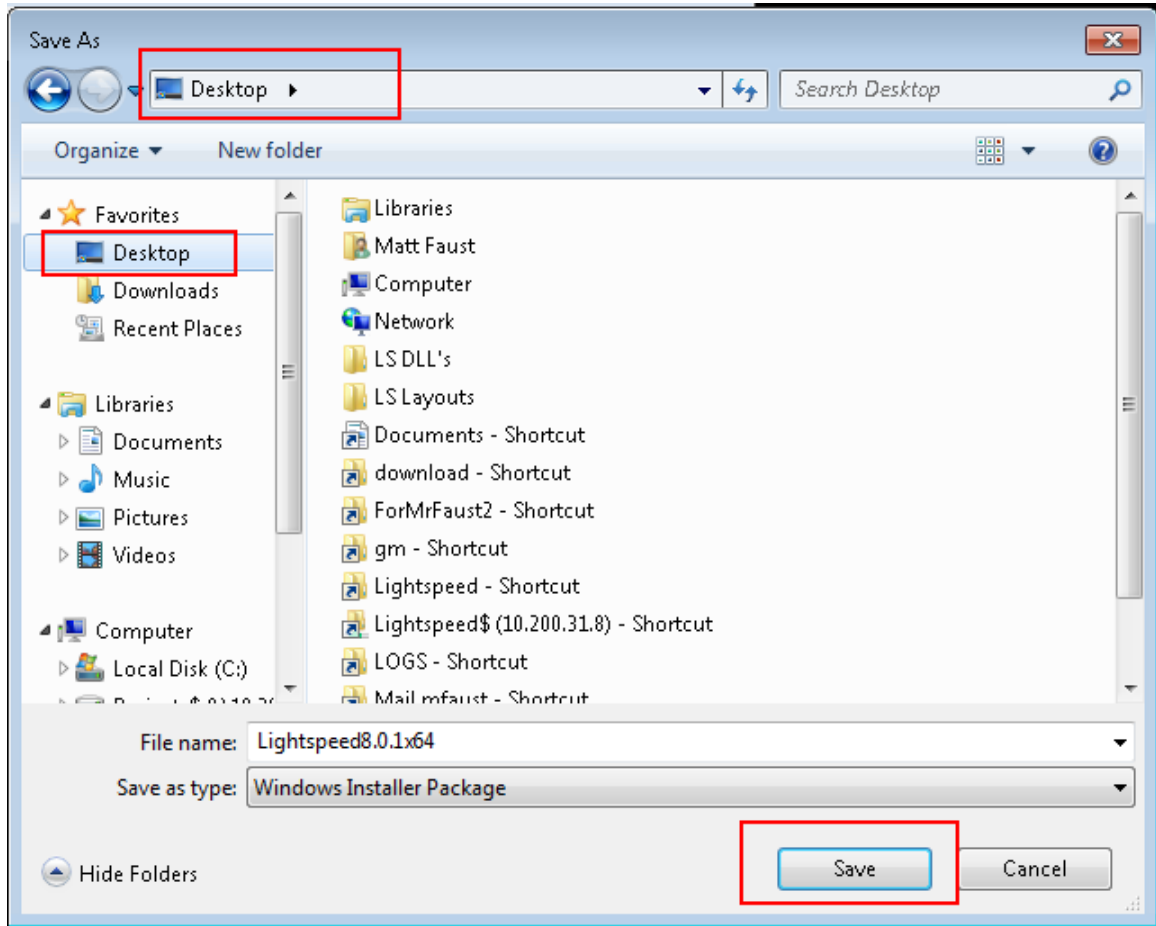 Save As
Desktop
Search Desktop
Organize
New folder
Favorites
Desktop
Downloads
Recent Places
Libraries
Documents
Music
Pictures
Videos
Computer
Local Disk (C:)
Libraries
Matt Faust
Computer
Network
LS DLL's
LS Layouts
Documents - Shortcut
download - Shortcut
ForMrFaust2 - Shortcut
gm - Shortcut
Lightspeed - Shortcut
Lightspeed$ (10.200.31.8) - Shortcut
LOGS - Shortcut
Mail mfaust - Shortcut
File name: Lightspeed8.0.1x64
Save as type: Windows Installer Package
Hide Folders
Save
Cancel